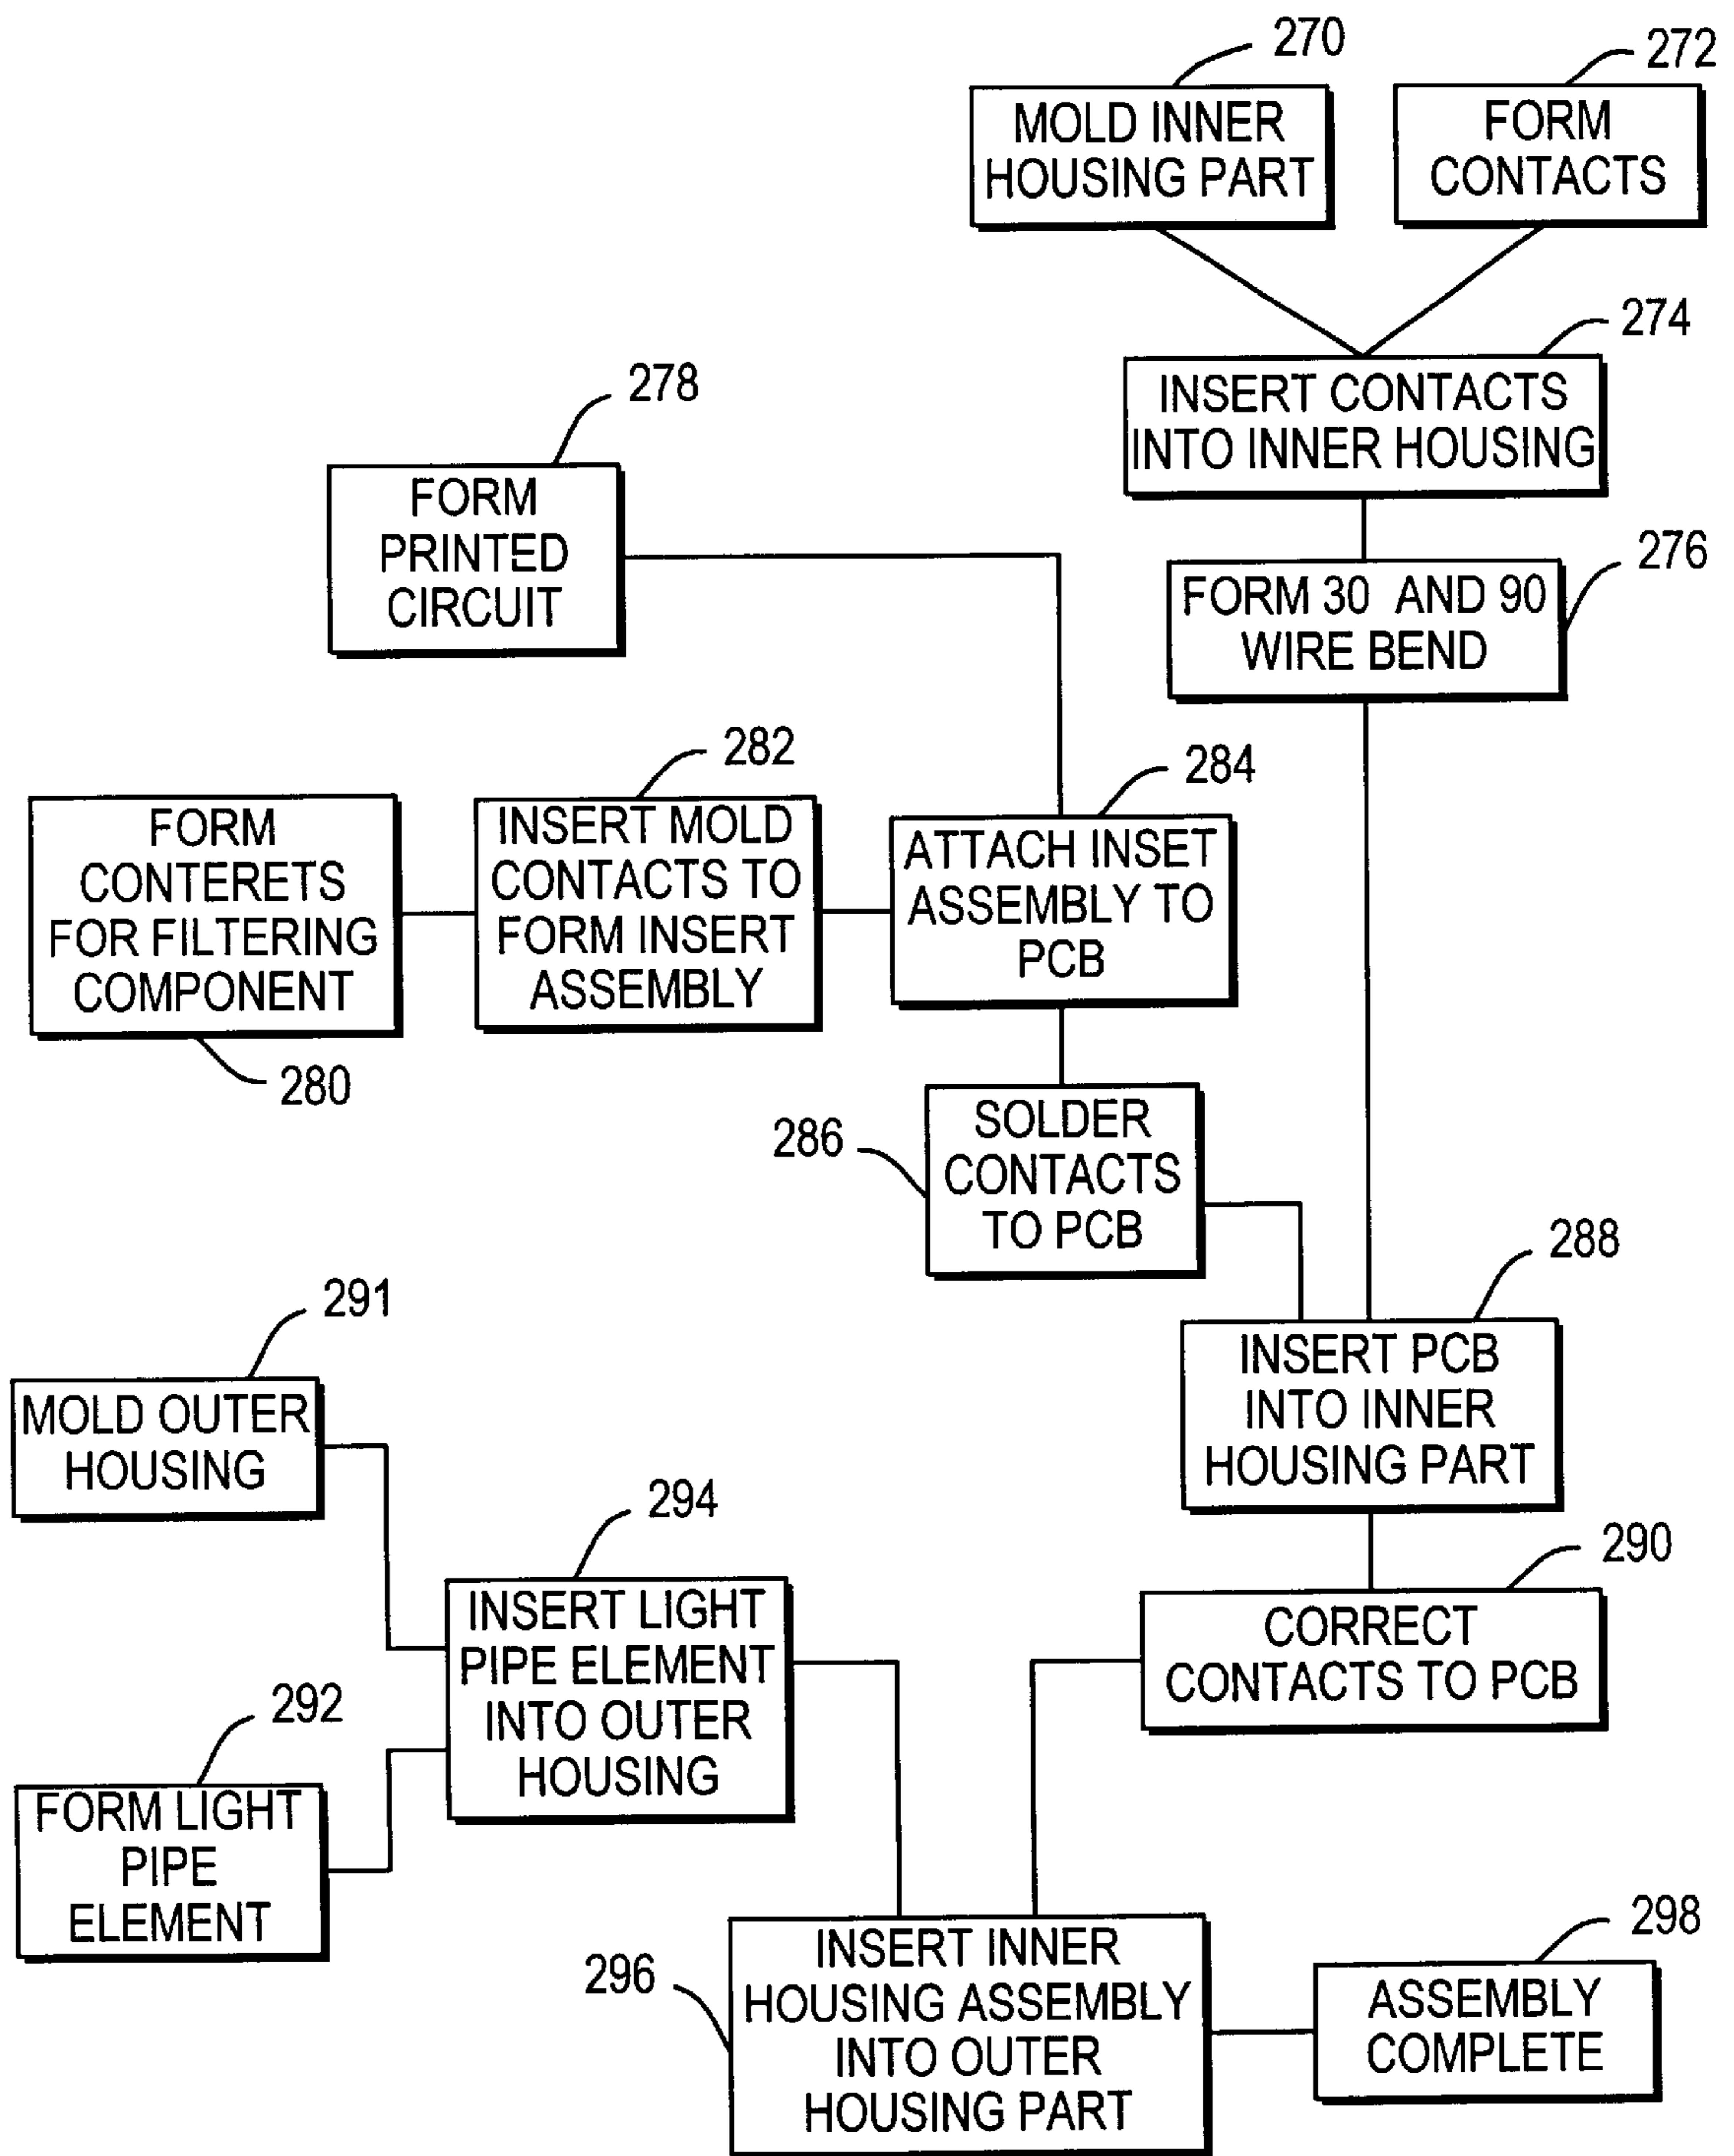 270
272
MOLD INNER
HOUSING PART
FORM
CONTACTS
274
INSERT CONTACTS
INTO INNER HOUSING
278
FORM
PRINTED
CIRCUIT
276
FORM 30 AND 90
WIRE BEND
282
284
FORM
CONTERETS
FOR FILTERING
COMPONENT
280
INSERT MOLD
CONTACTS TO
FORM INSERT
ASSEMBLY
ATTACH INSET
ASSEMBLY TO
PCB
286
SOLDER
CONTACTS
TO PCB
288
INSERT PCB
INTO INNER
HOUSING PART
291
MOLD OUTER
HOUSING
294
INSERT LIGHT
PIPE ELEMENT
INTO OUTER
HOUSING
290
CORRECT
CONTACTS TO PCB
292
FORM LIGHT
PIPE
ELEMENT
296
INSERT INNER
HOUSING ASSEMBLY
INTO OUTER
HOUSING PART
298
ASSEMBLY
COMPLETE